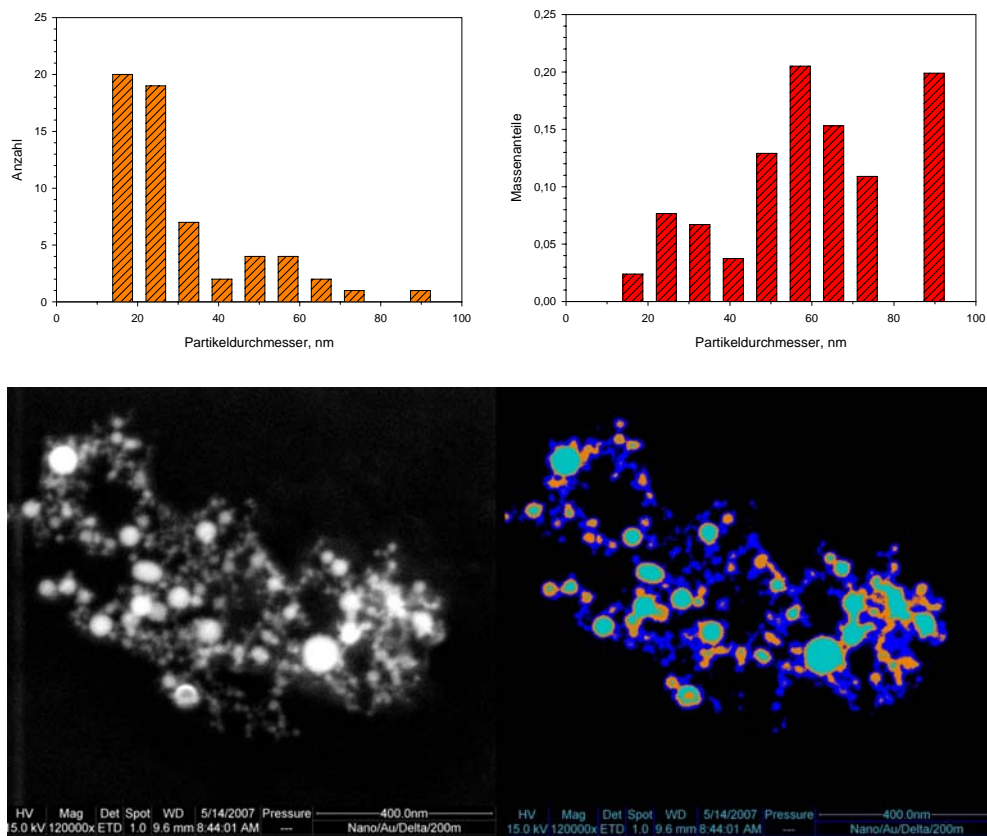 25
20
15
10
5
0
Anzahl
0 20 40 60 80 100
Partikeldurchmesser, nm
0,25
0,20
0,15
0,10
0,05
0,00
Massenanteile
0 20 40 60 80 100
Partikeldurchmesser, nm
HV Mag Det Spot WD 5/14/2007 Pressure 400.0nm
15.0 kV 120000x ETD 1.0 9.6 mm 8:44:01 AM --- Nano/Au/Delta/200m
HV Mag Det Spot WD 5/14/2007 Pressure 400.0nm
15.0 kV 120000x ETD 1.0 9.6 mm 8:44:01 AM --- Nano/Au/Delta/200m